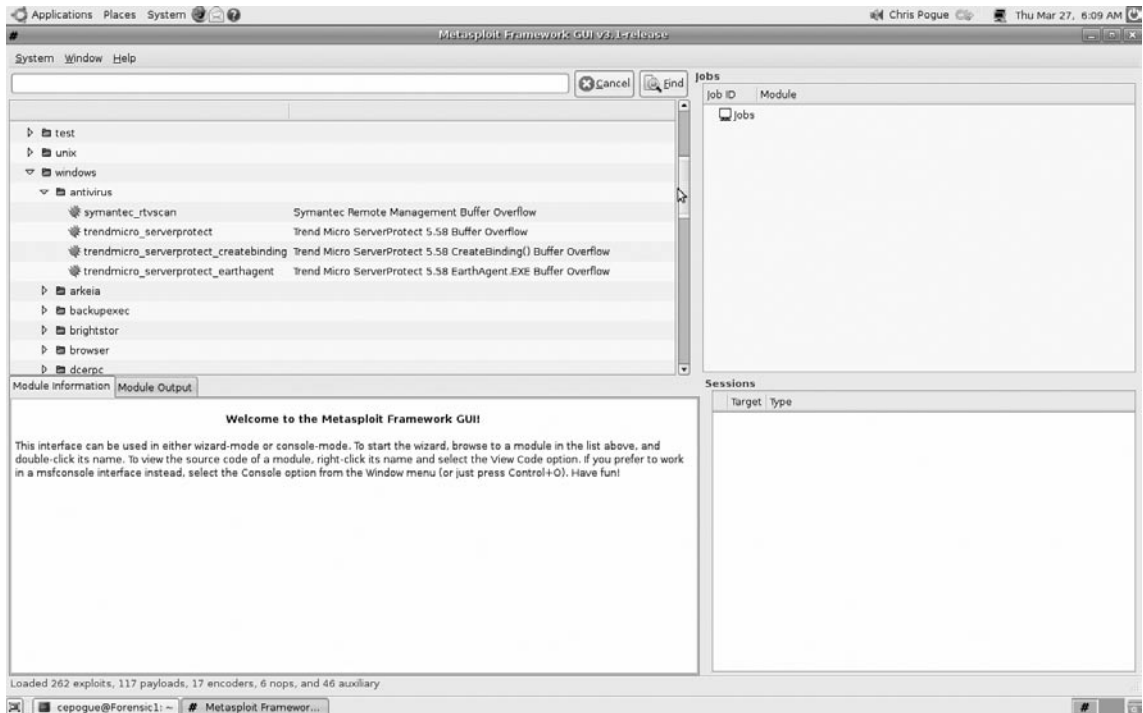 Applications Places System
Chris Pogue
Thu Mar 27, 6:09 AM
Metasploit Framework GUI v3.1-release
System Window Help
Cancel
Find
test
unix
windows
antivirus
symantec_rtvscan Symantec Remote Management Buffer Overflow
trendmicro_serverprotect Trend Micro ServerProtect 5.58 Buffer Overflow
trendmicro_serverprotect_createbinding Trend Micro ServerProtect 5.58 CreateBinding() Buffer Overflow
trendmicro_serverprotect_earthagent Trend Micro ServerProtect 5.58 EarthAgent.EXE Buffer Overflow
arkeia
backupexec
brightstor
browser
dcerpc
Jobs
Job ID Module
Jobs
Module Information Module Output
Welcome to the Metasploit Framework GUI!
This interface can be used in either wizard-mode or console-mode. To start the wizard, browse to a module in the list above, and
double-click its name. To view the source code of a module, right-click its name and select the View Code option. If you prefer to work
in a msfconsole interface instead, select the Console option from the Window menu (or just press Control+O). Have fun!
Sessions
Target Type
Loaded 262 exploits, 117 payloads, 17 encoders, 6 nops, and 46 auxiliary
cepogue@Forensic1: ~
# Metasploit Framewor...